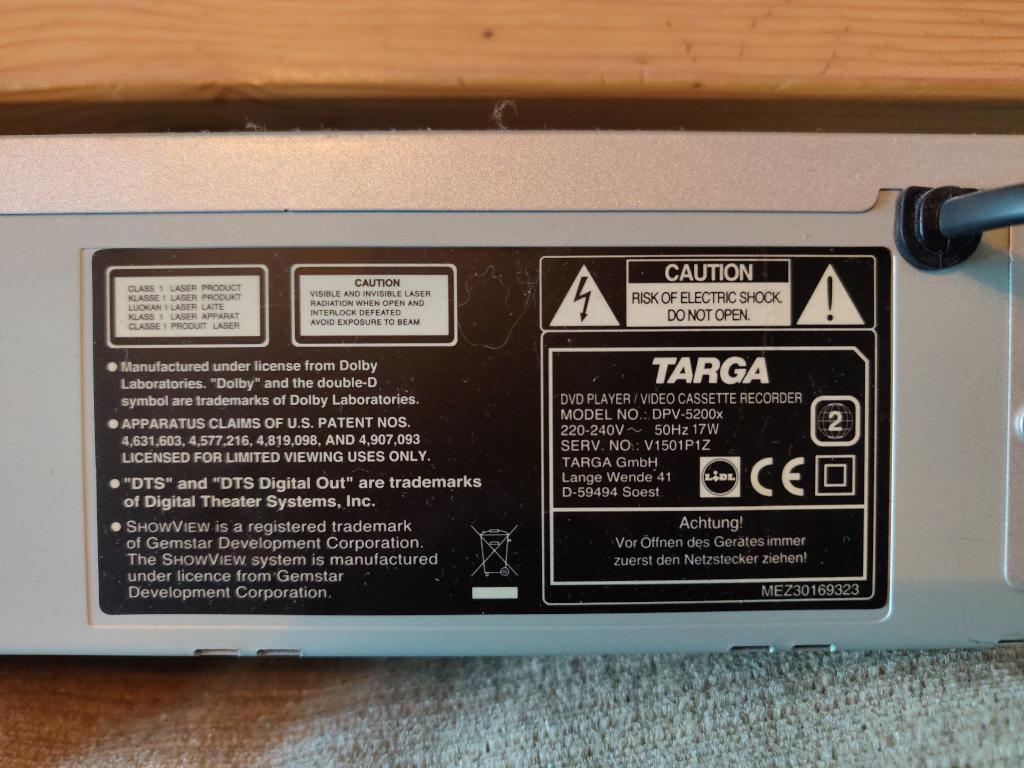 CLASS 1 LASER PRODUCT
KLASSE 1 LASER PRODUKT
LUOKAN 1 LASER LAITE
KLASS 1 LASER APPARAT
CLASSE 1 PRODUIT LASER
CAUTION
VISIBLE AND INVISIBLE LASER
RADIATION WHEN OPEN AND
INTERLOCK DEFEATED
AVOID EXPOSURE TO BEAM
● Manufactured under license from Dolby
Laboratories. "Dolby" and the double-D
symbol are trademarks of Dolby Laboratories.
● APPARATUS CLAIMS OF U.S. PATENT NOS.
4,631,603, 4,577,216, 4,819,098, AND 4,907,093
LICENSED FOR LIMITED VIEWING USES ONLY.
● "DTS" and "DTS Digital Out" are trademarks
of Digital Theater Systems, Inc.
● SHOWVIEW is a registered trademark
of Gemstar Development Corporation.
The SHOWVIEW system is manufactured
under licence from Gemstar
Development Corporation.
CAUTION
RISK OF ELECTRIC SHOCK.
DO NOT OPEN.
TARGA
DVD PLAYER / VIDEO CASSETTE RECORDER
MODEL NO.: DPV-5200x
220-240V ~ 50Hz 17W
SERV. NO.: V1501P1Z
TARGA GmbH
Lange Wende 41
D-59494 Soest
2
LIDL
CE
Achtung!
Vor Öffnen des Gerätes immer
zuerst den Netzstecker ziehen!
MEZ30169323